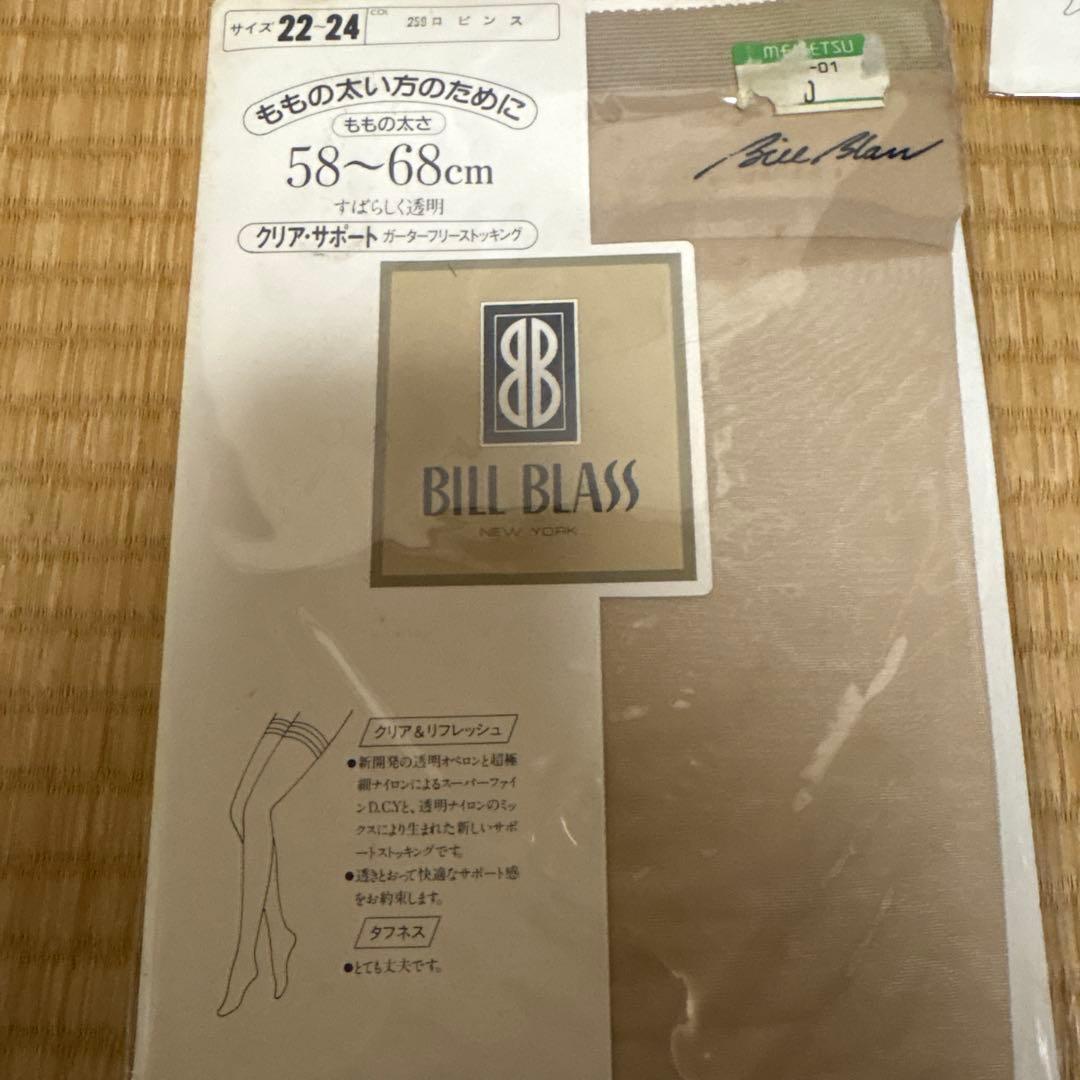 サイズ 22~24 COL 259ロビンス
ももの太い方のために
ももの太さ
58~68cm
すばらしく透明
クリア・サポート ガーターフリーストッキング
-01
0
Bill Blass
BILL BLASS
NEW YORK
クリア&リフレッシュ
●新開発の透明オペロンと超極
細ナイロンによるスーパーファイ
ンD.C.Yと、透明ナイロンのミッ
クスにより生まれた新しいサポ
ートストッキングです。
●透きとおって快適なサポート感
をお約束します。
タフネス
●とても丈夫です。